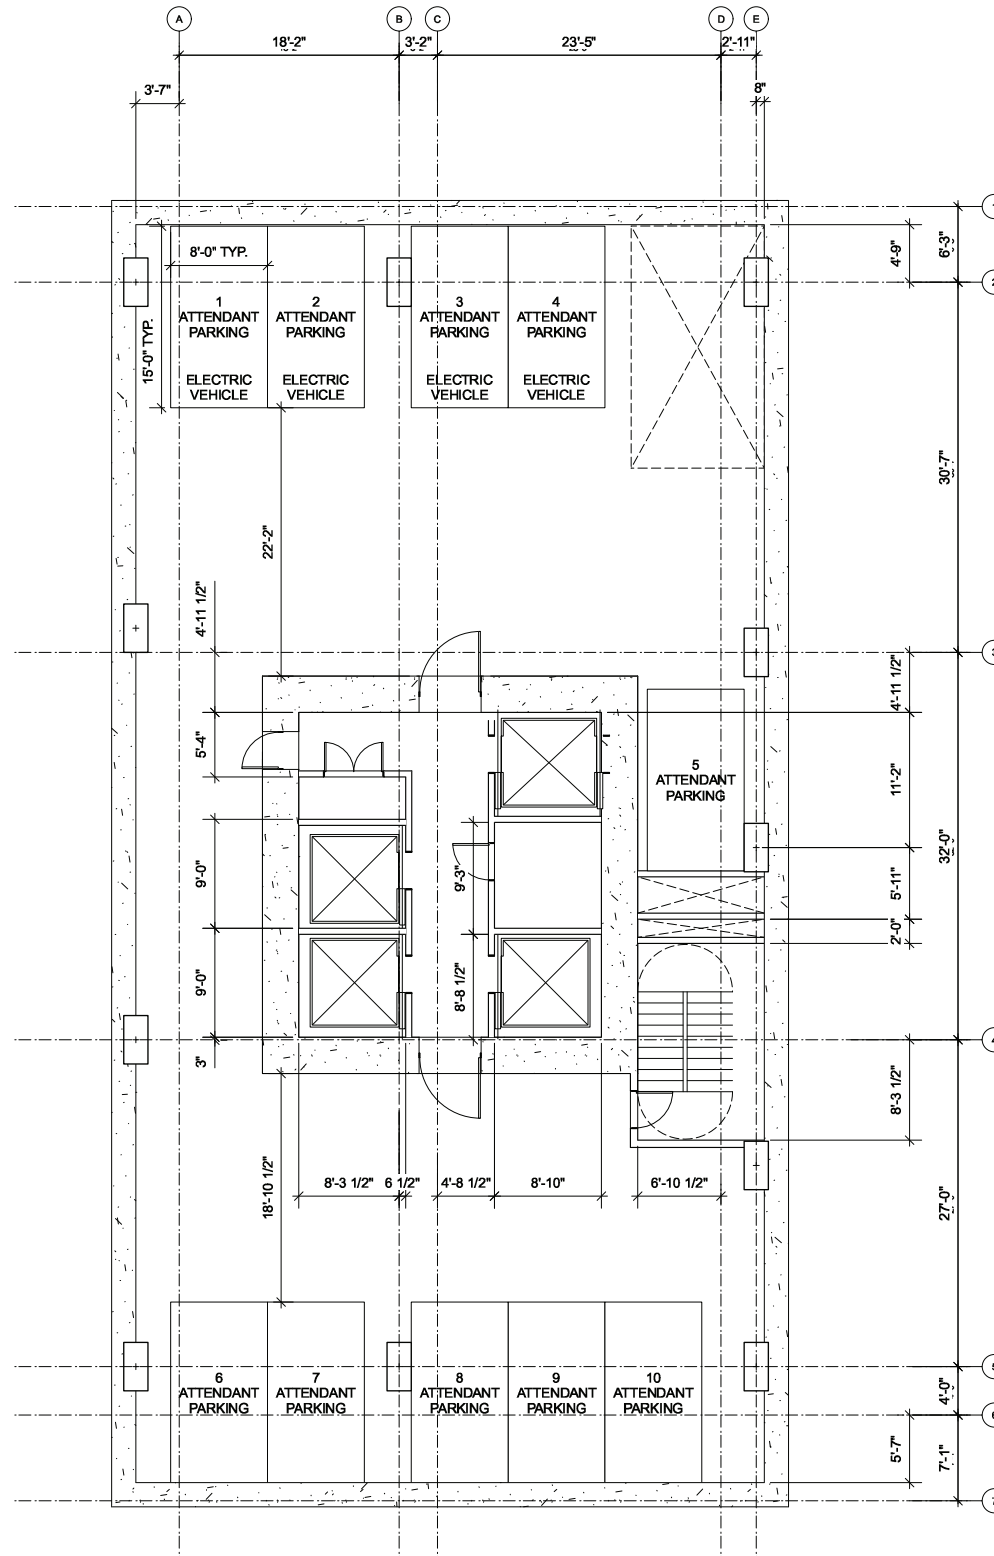 A
B
C
D
E
18'-2"
3'-2"
23'-5"
2'-11"
3'-7"
8"
6'-3"
4'-9"
2
8'-0" TYP.
15'-0" TYP.
1
ATTENDANT
PARKING
ELECTRIC
VEHICLE
2
ATTENDANT
PARKING
ELECTRIC
VEHICLE
3
ATTENDANT
PARKING
ELECTRIC
VEHICLE
4
ATTENDANT
PARKING
ELECTRIC
VEHICLE
30'-7"
22'-2"
4'-11 1/2"
3
4'-11 1/2"
5'-4"
5
ATTENDANT
PARKING
11'-2"
32'-0"
9'-0"
9'-3"
5'-11"
2'-0"
9'-0"
8'-8 1/2"
3"
8'-3 1/2"
18'-10 1/2"
8'-3 1/2"
6 1/2"
4'-8 1/2"
8'-10"
6'-10 1/2"
27'-0"
5
6
ATTENDANT
PARKING
7
ATTENDANT
PARKING
8
ATTENDANT
PARKING
9
ATTENDANT
PARKING
10
ATTENDANT
PARKING
4'-0"
6
5'-7"
7'-1"